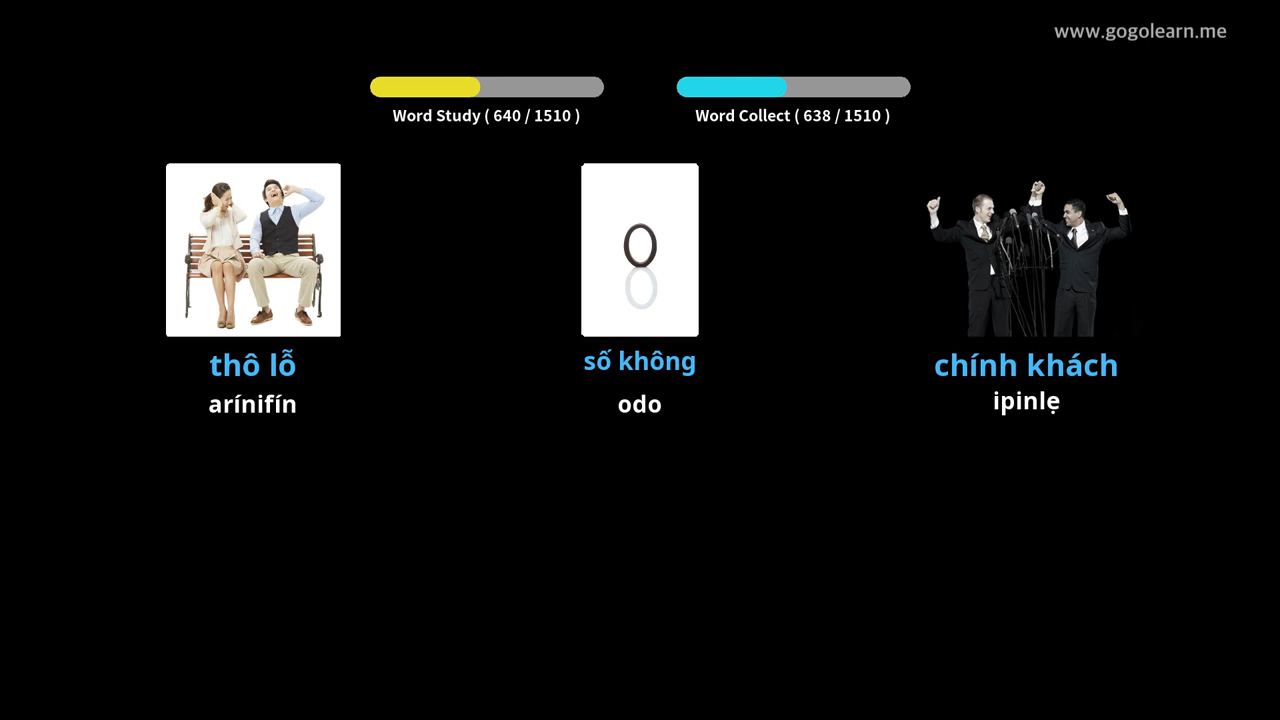 www.gogolearn.me
Word Study ( 640 / 1510 )
Word Collect ( 638 / 1510 )
thô lỗ
arínifín
số không
odo
chính khách
ipinlẹ